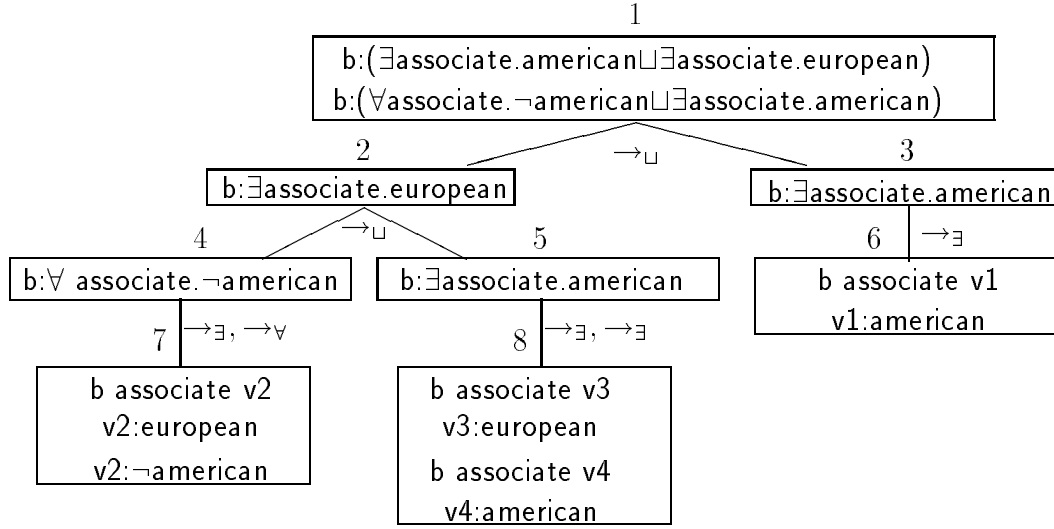 1
b:(∃associate.american⊔∃associate.european)
b:(∀associate.¬american⊔∃associate.american)
2
→⊔
3
b:∃associate.european
b:∃associate.american
4
→⊔
5
6
→∃
b:∀ associate.¬american
b:∃associate.american
b associate v1
v1:american
7
→∃, →∀
8
→∃, →∃
b associate v2
v2:european
v2:¬american
b associate v3
v3:european
b associate v4
v4:american